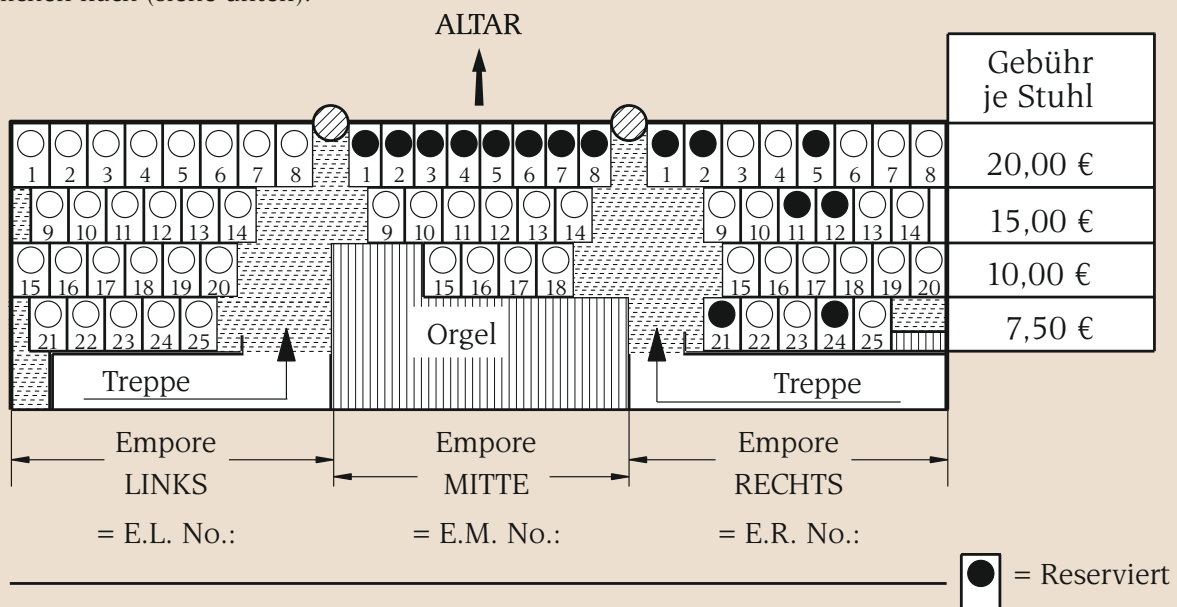 ALTAR
Gebühr
je Stuhl
1 2 3 4 5 6 7 8 1 2 3 4 5 6 7 8 1 2 3 4 5 6 7 8 20,00 €
9 10 11 12 13 14 9 10 11 12 13 14 9 10 11 12 13 14 15,00 €
15 16 17 18 19 20 15 16 17 18 15 16 17 18 19 20 10,00 €
21 22 23 24 25 Orgel 21 22 23 24 25 7,50 €
Treppe Treppe
Empore Empore Empore
LINKS MITTE RECHTS
= E.L. No.: = E.M. No.: = E.R. No.:
= Reserviert